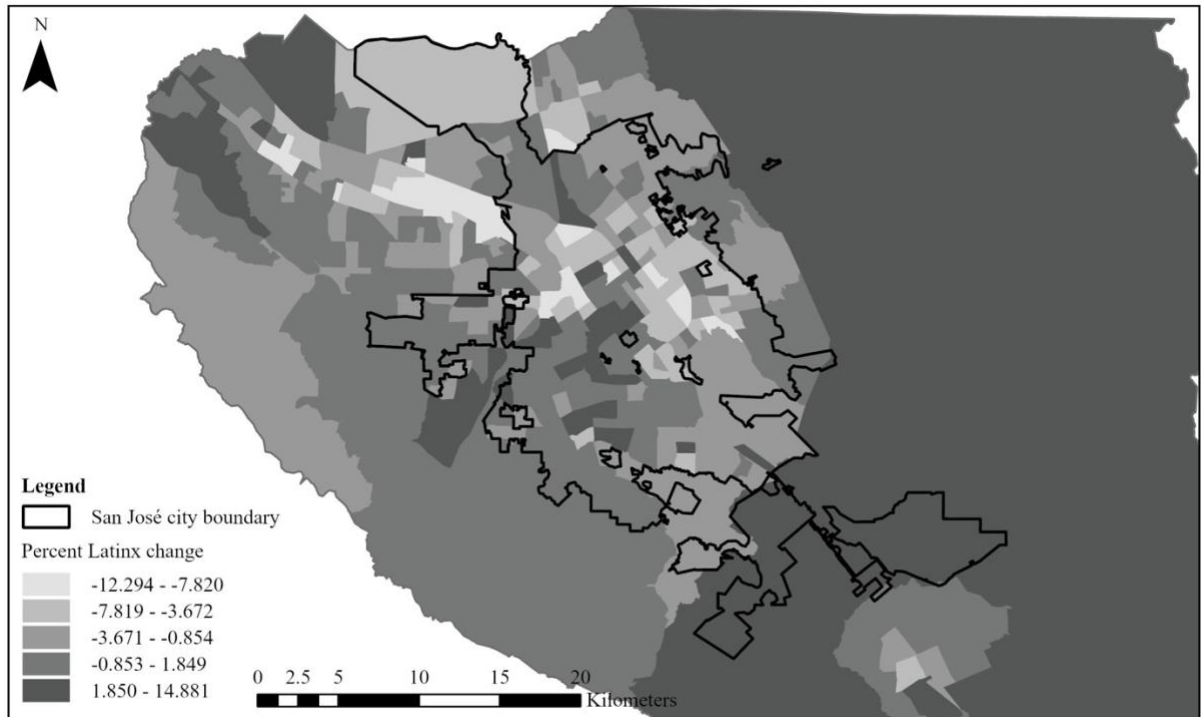 N
Legend
San José city boundary
Percent Latinx change
-12.294 - -7.820
-7.819 - -3.672
-3.671 - -0.854
-0.853 - 1.849
1.850 - 14.881
0 2.5 5 10 15 20
Kilometers